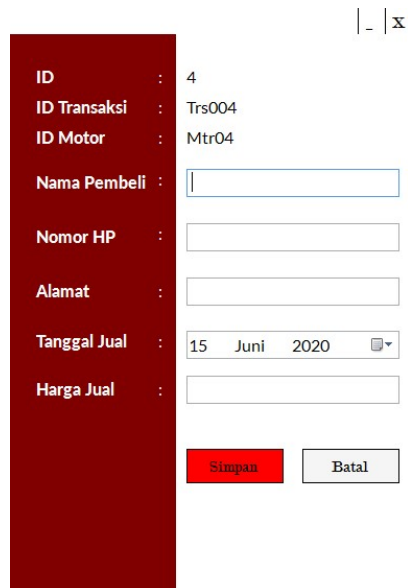 _ x
ID : 4
ID Transaksi : Trs004
ID Motor : Mtr04
Nama Pembeli :
Nomor HP :
Alamat :
Tanggal Jual : 15 Juni 2020
Harga Jual :
Simpan Batal